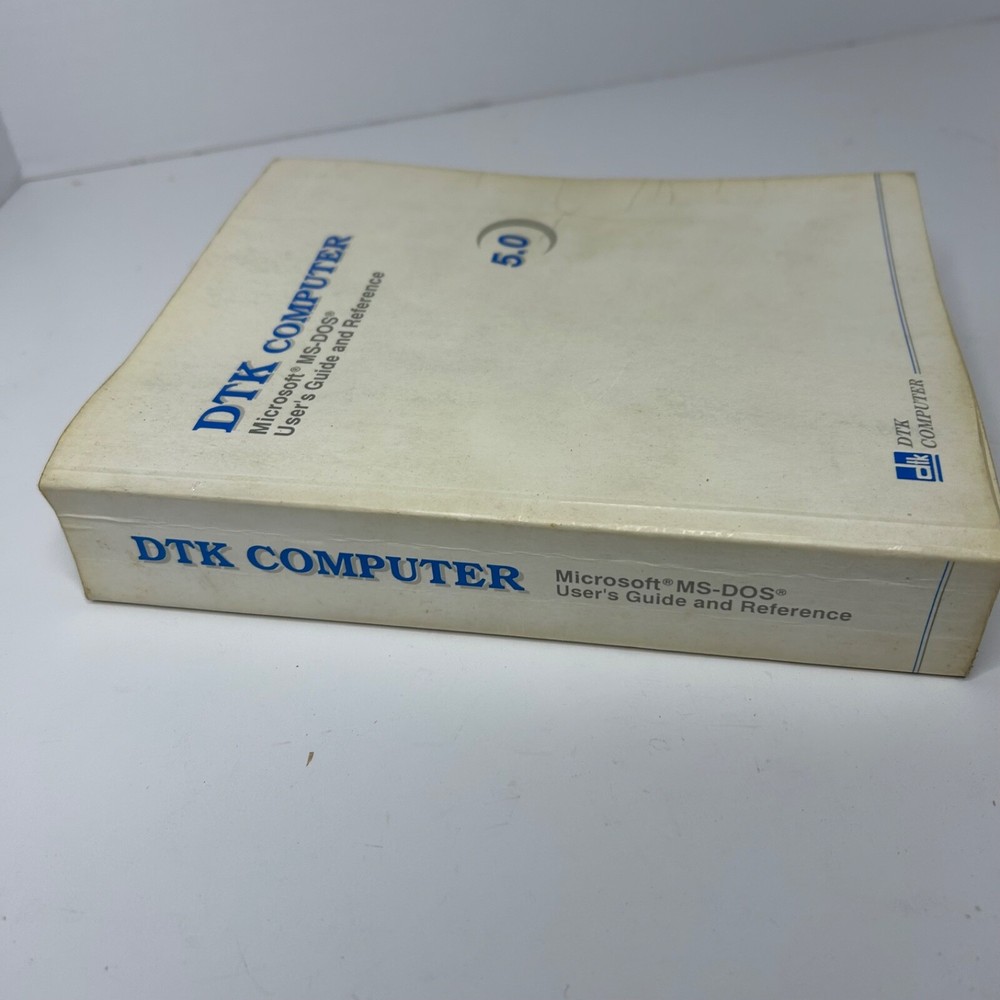 DTK COMPUTER
Microsoft® MS-DOS®
User's Guide and Reference
5.0
dtk
DTK
COMPUTER
DTK COMPUTER
Microsoft® MS-DOS®
User's Guide and Reference